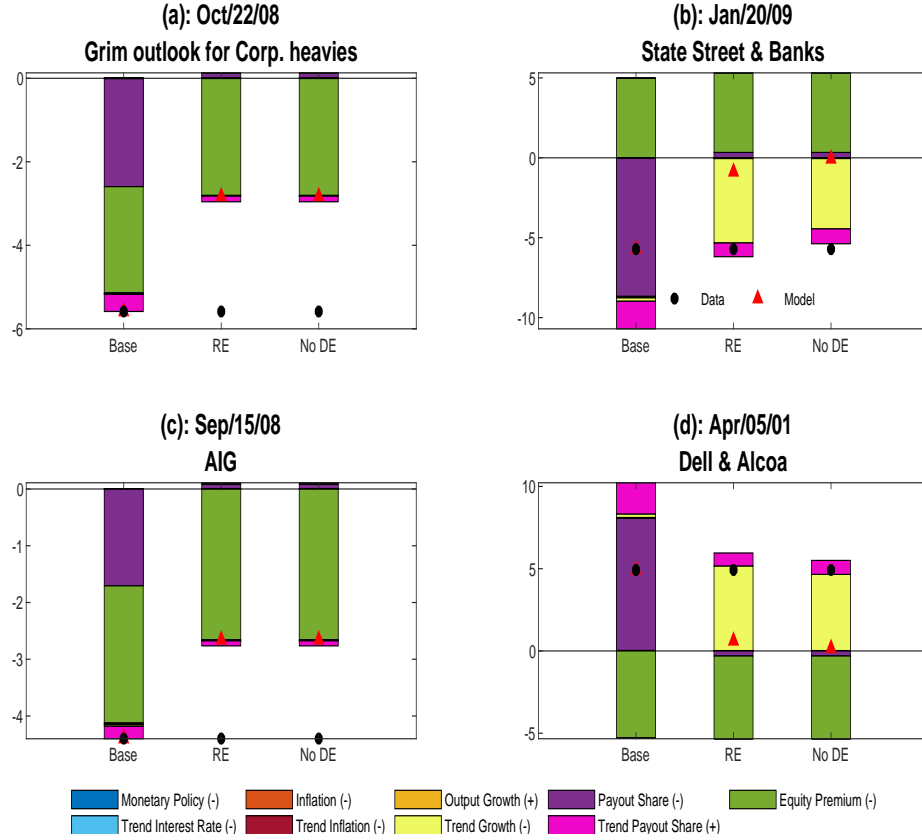 (a): Oct/22/08
Grim outlook for Corp. heavies
0
-2
-4
-6
Base RE No DE
(b): Jan/20/09
State Street & Banks
5
0
-5
-10
Data Model
Base RE No DE
(c): Sep/15/08
AIG
0
-1
-2
-3
-4
Base RE No DE
(d): Apr/05/01
Dell & Alcoa
10
5
0
-5
Base RE No DE
Monetary Policy (-) Inflation (-) Output Growth (+) Payout Share (-) Equity Premium (-)
Trend Interest Rate (-) Trend Inflation (-) Trend Growth (-) Trend Payout Share (+)